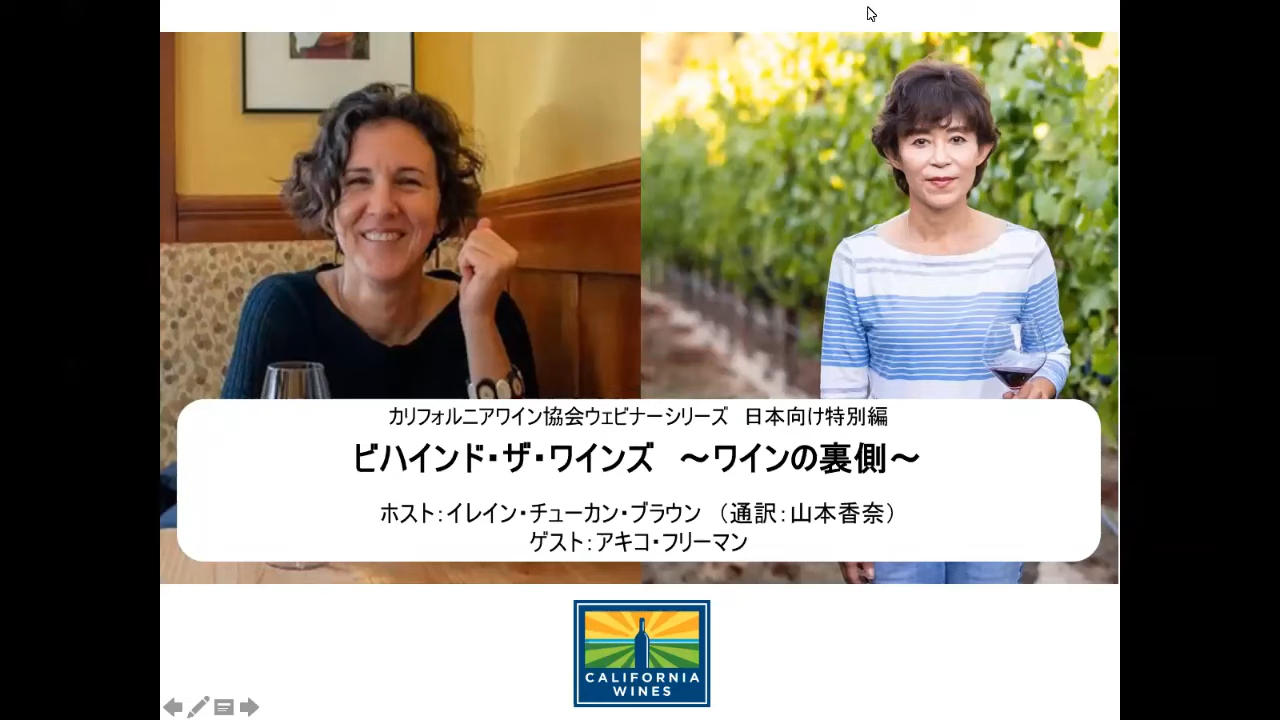 カリフォルニアワイン協会ウェビナーシリーズ　日本向け特別編
ビハインド・ザ・ワインズ　～ワインの裏側～
ホスト：イレイン・チューカン・ブラウン　（通訳：山本香奈）
ゲスト：アキコ・フリーマン
CALIFORNIA
WINES